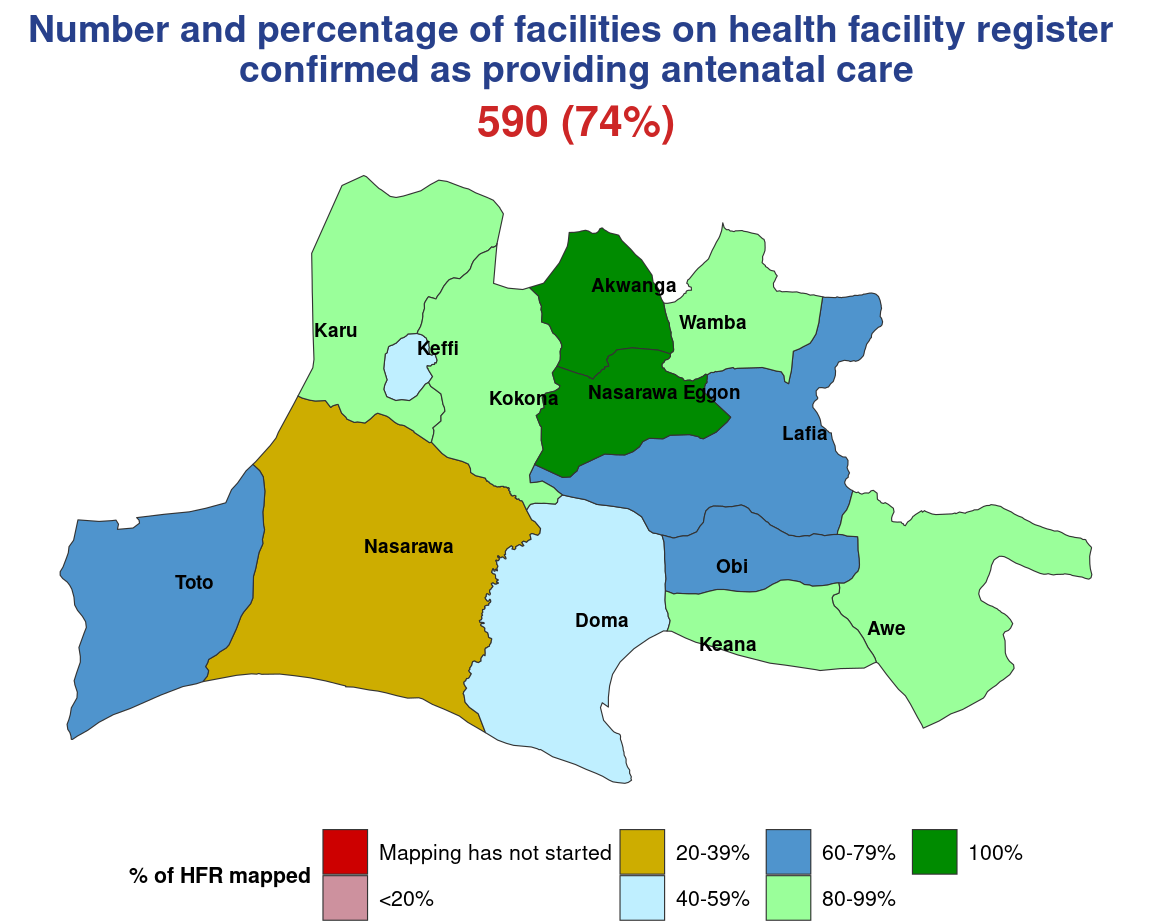 Number and percentage of facilities on health facility register
confirmed as providing antenatal care
590 (74%)
Akwanga
Wamba
Karu
Keffi
Nasarawa Eggon
Kokona
Lafia
Nasarawa
Obi
Toto
Doma
Awe
Keana
% of HFR mapped
Mapping has not started
<20%
20-39%
40-59%
60-79%
80-99%
100%